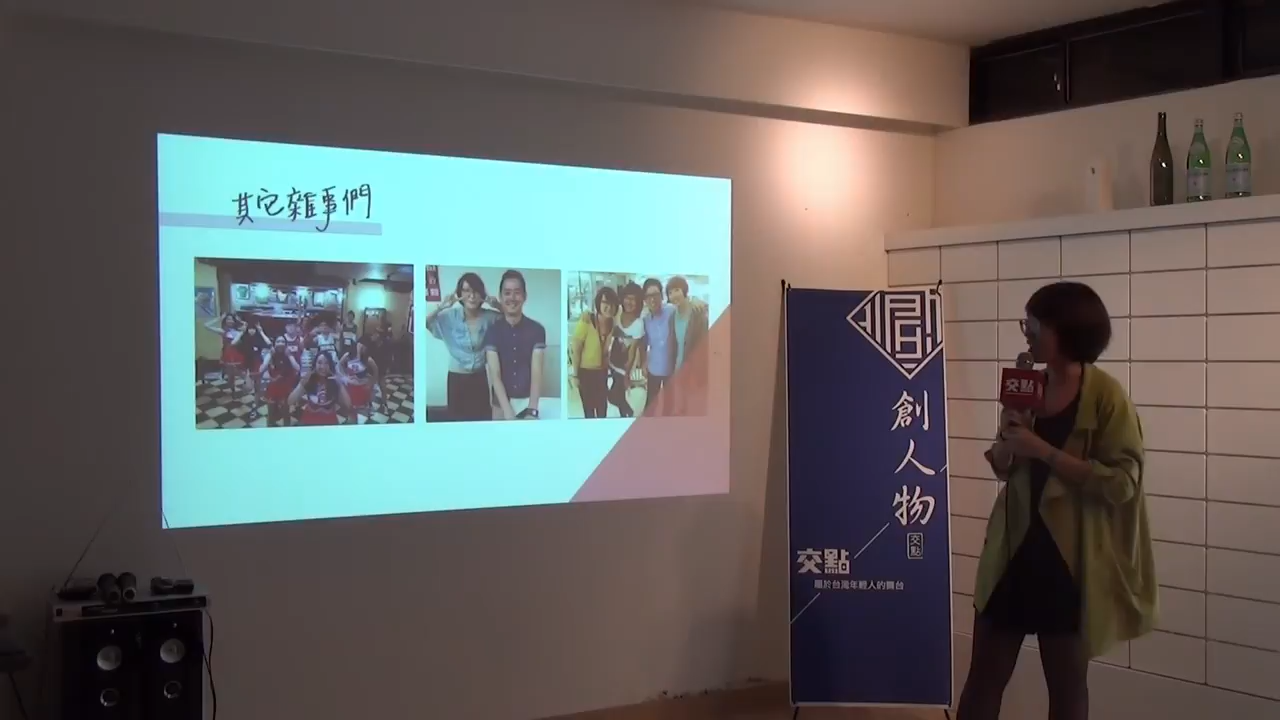 其它雜事們
創人物
交點
交點
屬於台灣年輕人的舞台
交點